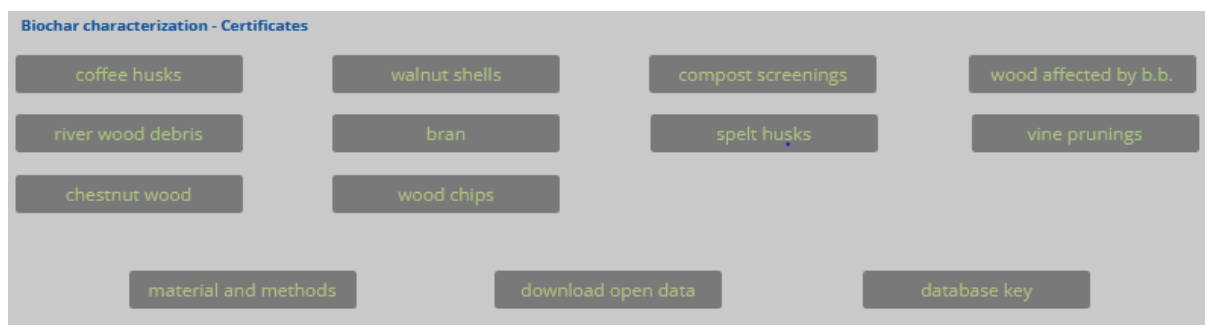 Biochar characterization - Certificates
coffee husks walnut shells compost screenings wood affected by b.b.
river wood debris bran spelt husks vine prunings
chestnut wood wood chips
material and methods download open data database key